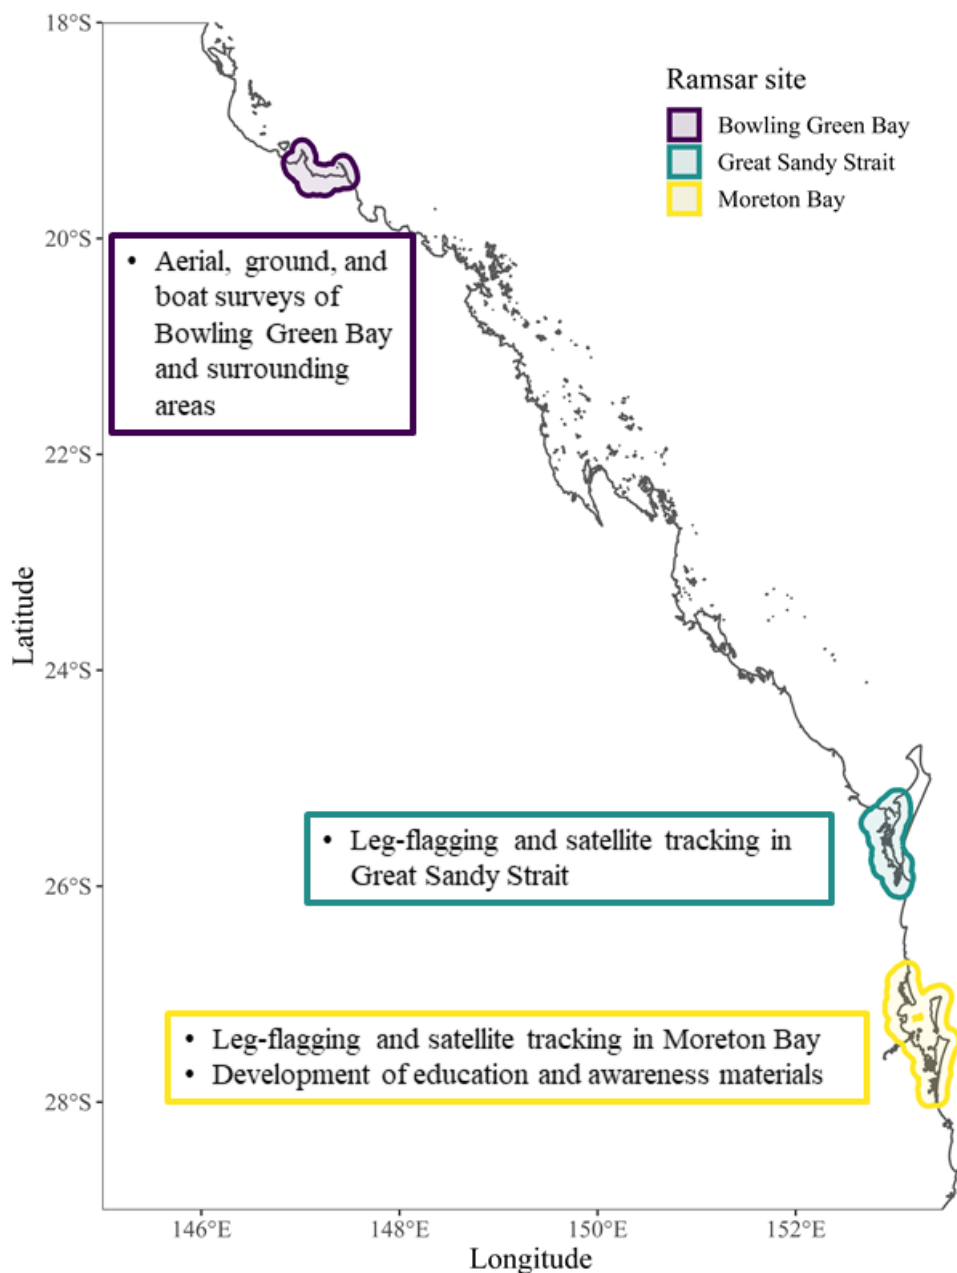 18°S
Ramsar site
Bowling Green Bay
Great Sandy Strait
Moreton Bay
20°S
• Aerial, ground, and
boat surveys of
Bowling Green Bay
and surrounding
areas
22°S
Latitude
24°S
• Leg-flagging and satellite tracking in
Great Sandy Strait
26°S
• Leg-flagging and satellite tracking in Moreton Bay
• Development of education and awareness materials
28°S
146°E 148°E 150°E 152°E
Longitude